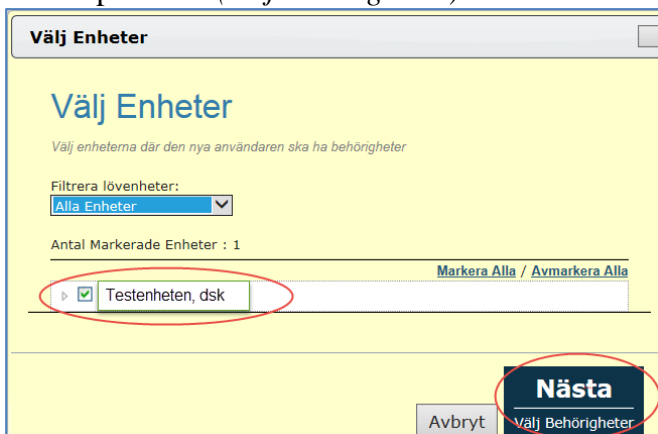 Välj Enheter
Välj Enheter
Välj enheterna där den nya användaren ska ha behörigheter
Filtrera lövenheter:
Alla Enheter
Antal Markerade Enheter : 1
Markera Alla / Avmarkera Alla
Testenheten, dsk
Nästa
Avbryt Välj Behörigheter